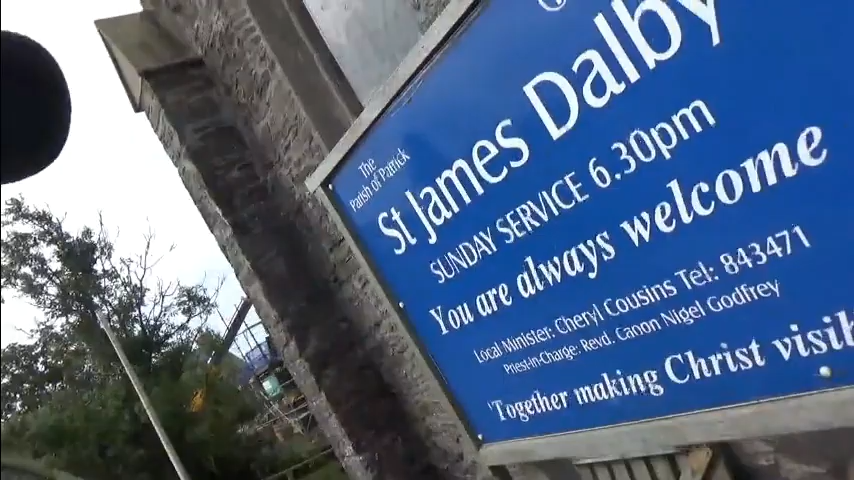 The
Parish of Patrick
St James Dalby
SUNDAY SERVICE 6.30pm
You are always welcome
Local Minister: Cheryl Cousins Tel: 843471
Priest-in-Charge: Revd. Canon Nigel Godfrey
'Together making Christ visib